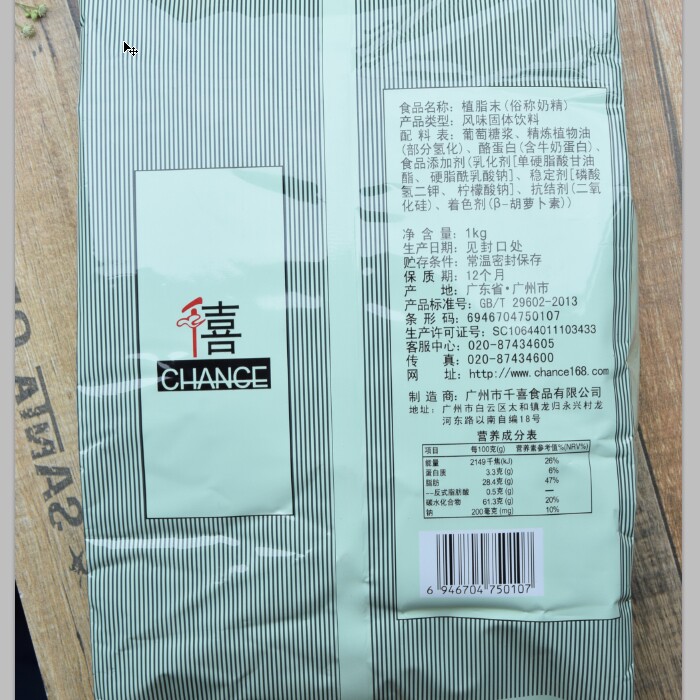 食品名称：植脂末（俗称奶精）
产品类型：风味固体饮料
配 料 表：葡萄糖浆、精炼植物油
（部分氢化）、酪蛋白（含牛奶蛋白）、
食品添加剂（乳化剂[单硬脂酸甘油
酯、硬脂酰乳酸钠]、稳定剂[磷酸
氢二钾、柠檬酸钠]、抗结剂（二氧
化硅）、着色剂（β-胡萝卜素））
净 含 量：1kg
生产日期：见封口处
贮存条件：常温密封保存
保 质 期：12个月
产 地：广东省·广州市
产品标准号：GB/T 29602-2013
条 形 码：6946704750107
生产许可证号：SC10644011103433
客服中心：020-87434605
传 真：020-87434600
网 址：http://www.chance168.com
制 造 商：广州市千喜食品有限公司
地址：广州市白云区太和镇龙归永兴村龙
河东路以南自编18号
营养成分表
项目 每100克(g) 营养素参考值%(NRV%)
能量 2149千焦(kJ) 26%
蛋白质 3.3克(g) 6%
脂肪 28.4克(g) 47%
--反式脂肪酸 0.5克(g) —
碳水化合物 61.3克(g) 20%
钠 200毫克(mg) 10%
6 946704 750107
千喜
CHANCE